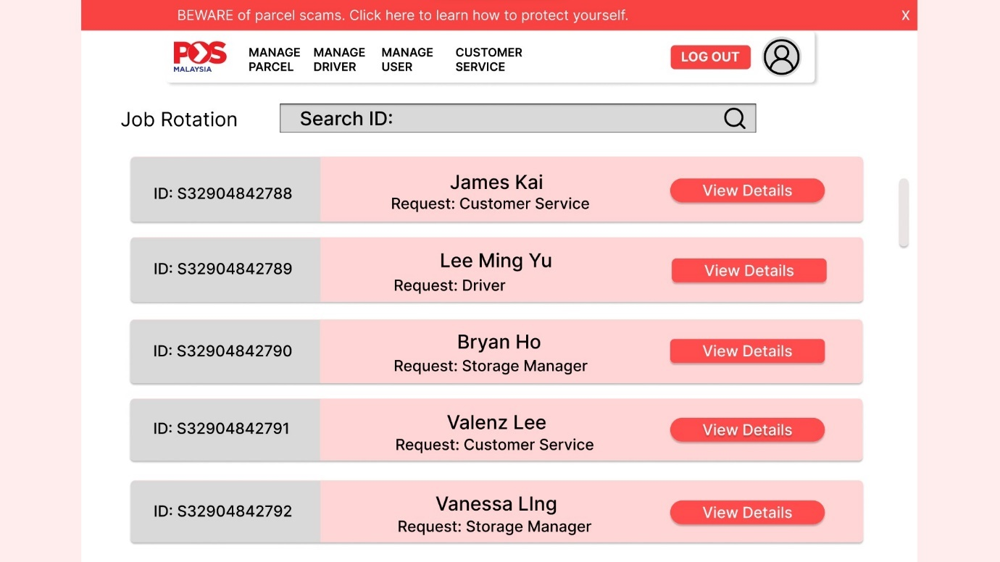 BEWARE of parcel scams. Click here to learn how to protect yourself. X
POS
MALAYSIA
MANAGE PARCEL
MANAGE DRIVER
MANAGE USER
CUSTOMER SERVICE
LOG OUT
Job Rotation
Search ID:
ID: S32904842788
James Kai
Request: Customer Service
View Details
ID: S32904842789
Lee Ming Yu
Request: Driver
View Details
ID: S32904842790
Bryan Ho
Request: Storage Manager
View Details
ID: S32904842791
Valenz Lee
Request: Customer Service
View Details
ID: S32904842792
Vanessa LIng
Request: Storage Manager
View Details